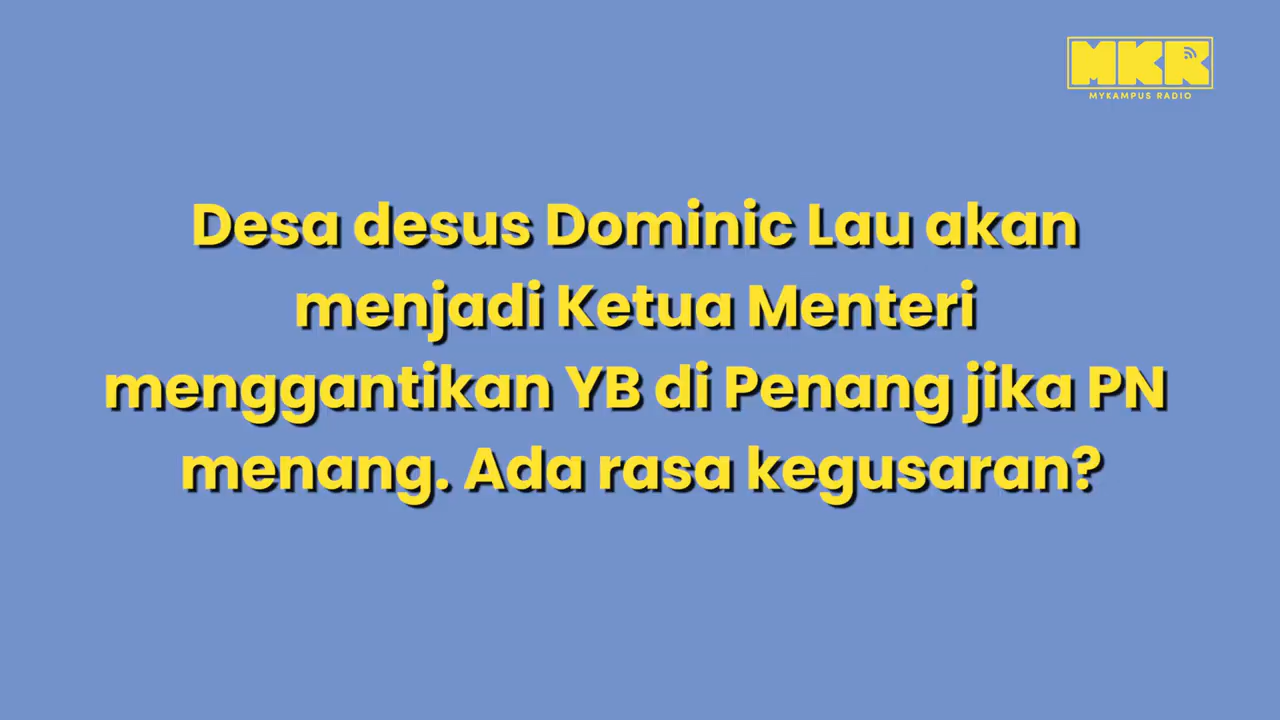 MKR
MYKAMPUS RADIO
Desa desus Dominic Lau akan
menjadi Ketua Menteri
menggantikan YB di Penang jika PN
menang. Ada rasa kegusaran?